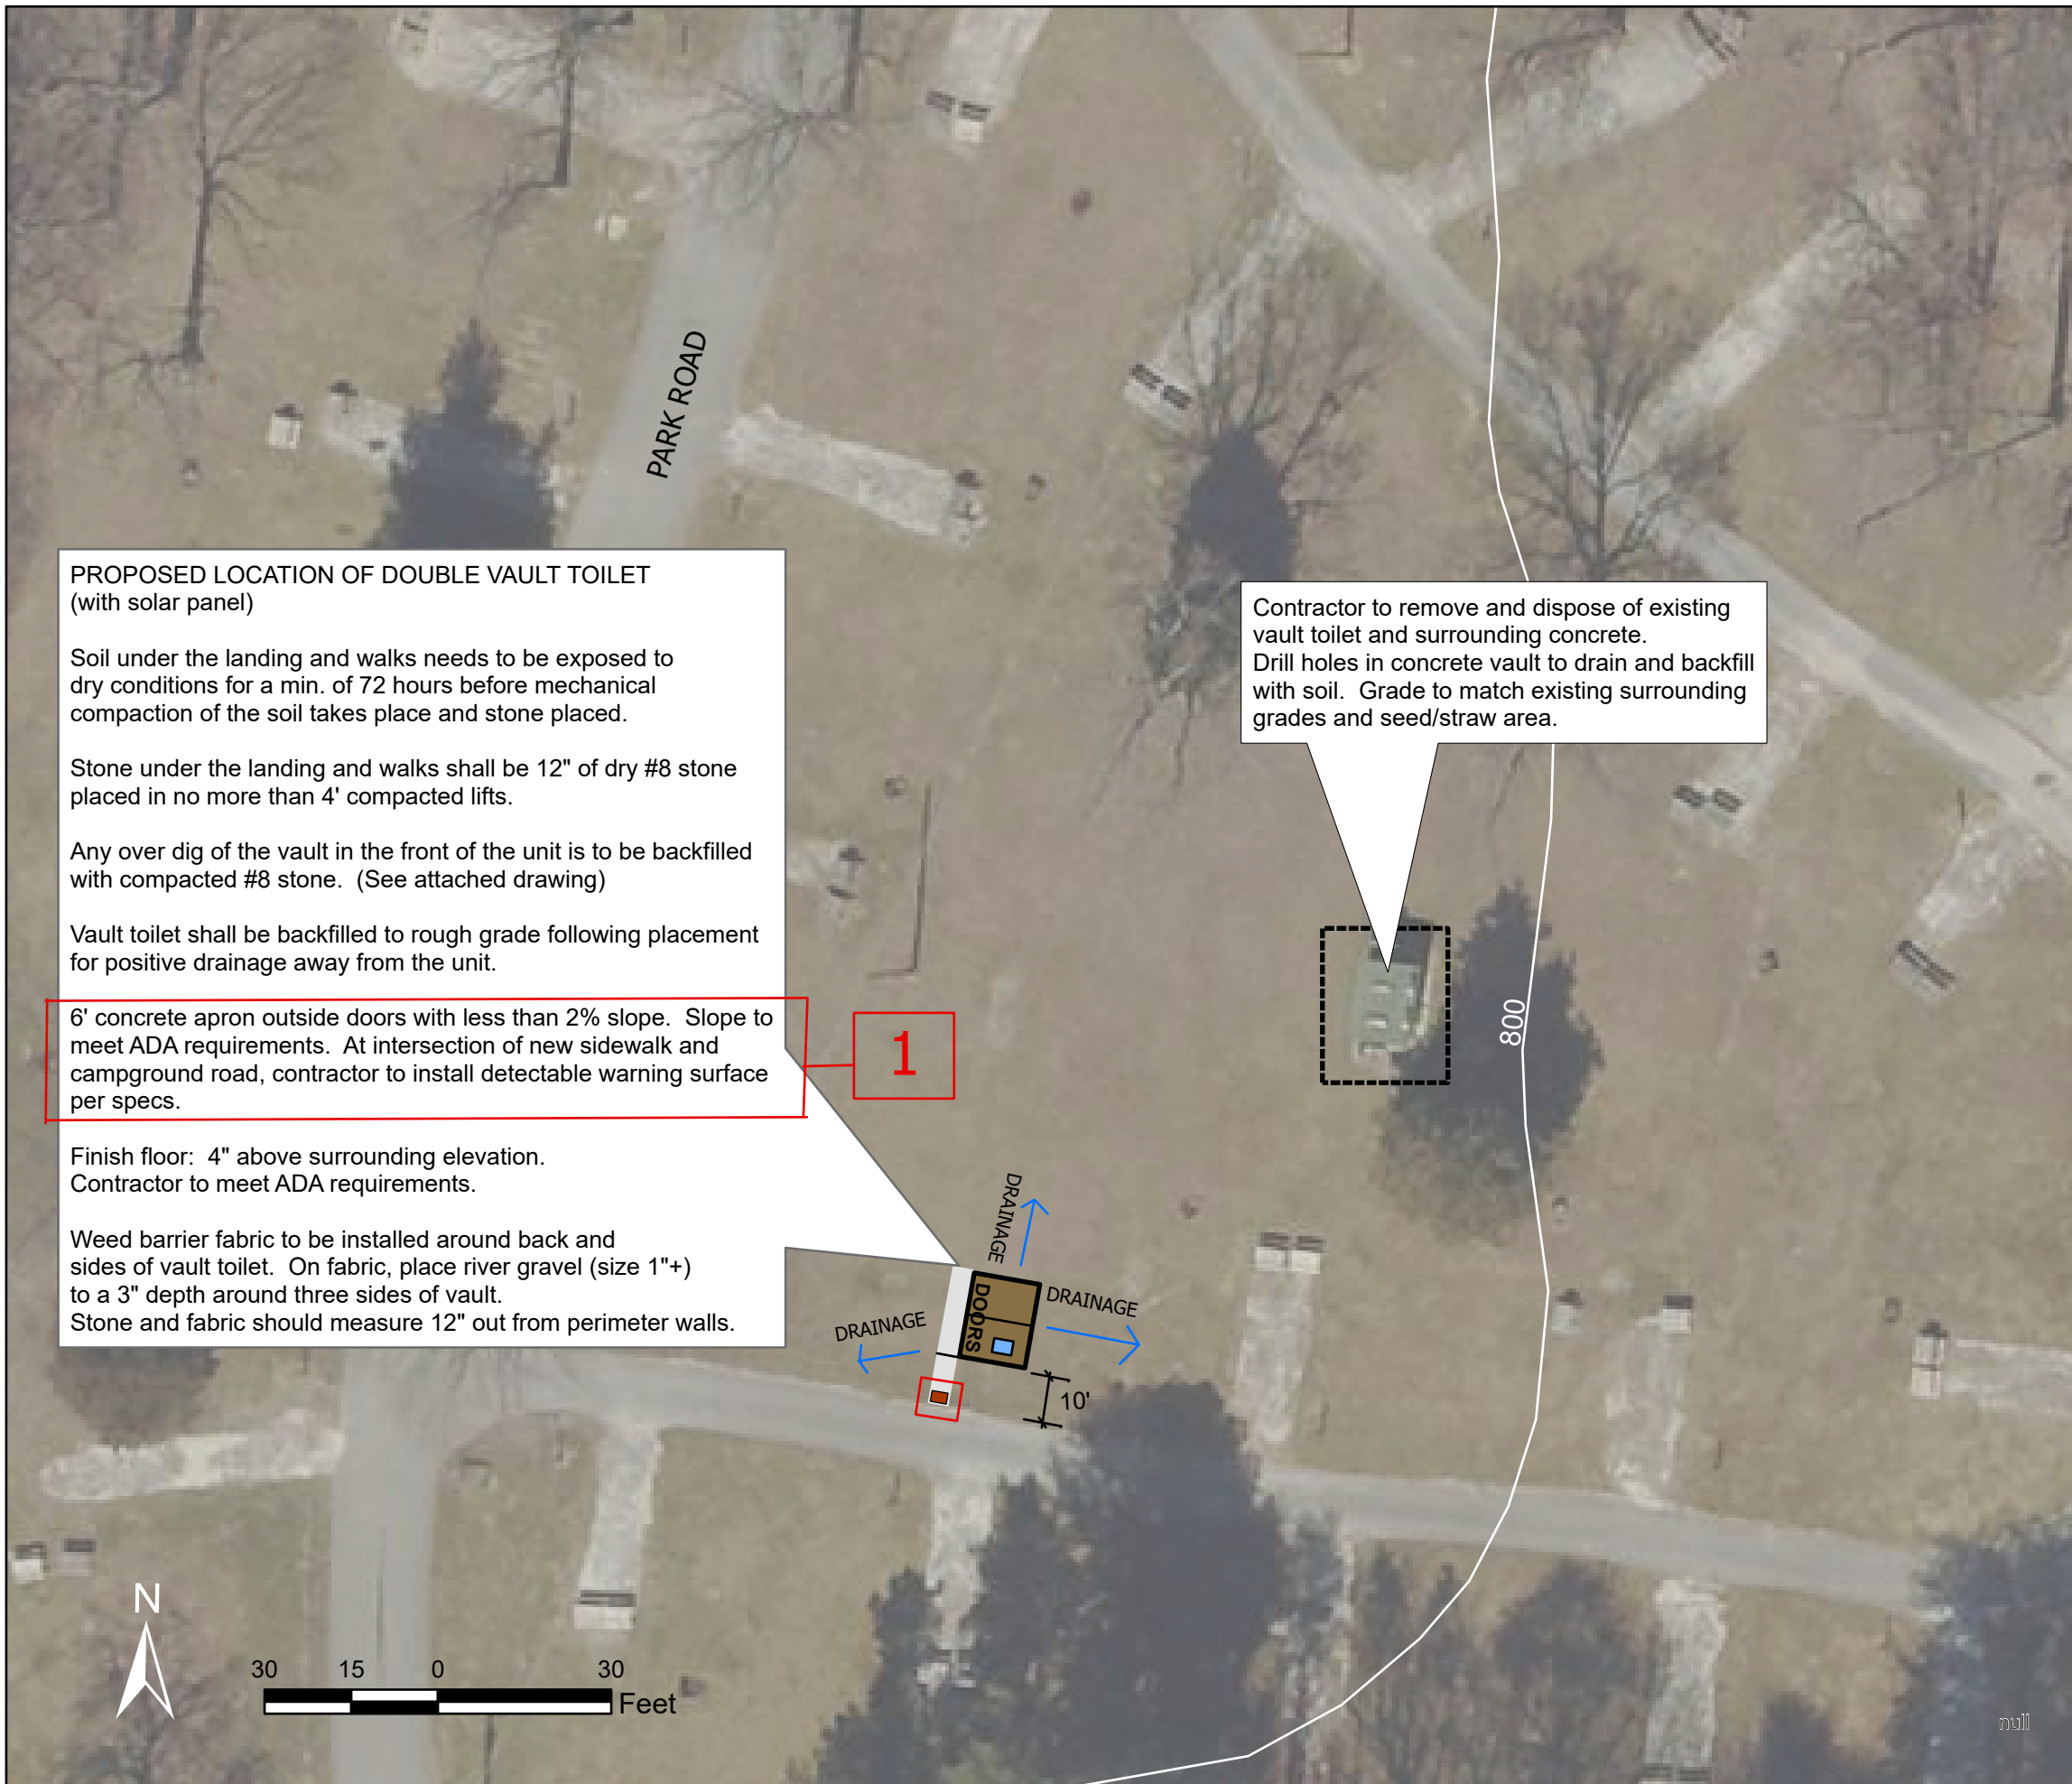 PARK ROAD
PROPOSED LOCATION OF DOUBLE VAULT TOILET
(with solar panel)
Soil under the landing and walks needs to be exposed to
dry conditions for a min. of 72 hours before mechanical
compaction of the soil takes place and stone placed.
Stone under the landing and walks shall be 12" of dry #8 stone
placed in no more than 4' compacted lifts.
Any over dig of the vault in the front of the unit is to be backfilled
with compacted #8 stone.  (See attached drawing)
Vault toilet shall be backfilled to rough grade following placement
for positive drainage away from the unit.
6' concrete apron outside doors with less than 2% slope.  Slope to
meet ADA requirements.  At intersection of new sidewalk and
campground road, contractor to install detectable warning surface
per specs.
Finish floor:  4" above surrounding elevation.
Contractor to meet ADA requirements.
Weed barrier fabric to be installed around back and
sides of vault toilet.  On fabric, place river gravel (size 1"+)
to a 3" depth around three sides of vault.
Stone and fabric should measure 12" out from perimeter walls.
1
Contractor to remove and dispose of existing
vault toilet and surrounding concrete.
Drill holes in concrete vault to drain and backfill
with soil.  Grade to match existing surrounding
grades and seed/straw area.
800
DRAINAGE
DRAINAGE
DRAINAGE
DOORS
10'
N
30 15 0 30
Feet
null